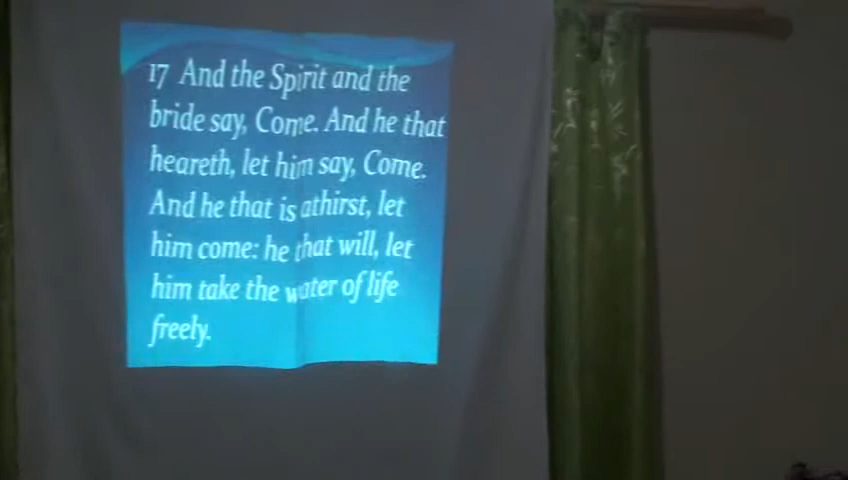 17 And the Spirit and the
bride say, Come. And he that
heareth, let him say, Come.
And he that is athirst, let
him come: he that will, let
him take the water of life
freely.